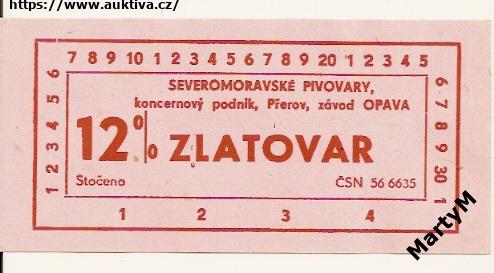 https://www.auktiva.cz/
7 8 9 10 1 2 3 4 5 6 7 8 9 20 1 2 3 4 5
1 2 3 4 5 6
SEVEROMORAVSKÉ PIVOVARY,
koncernový podnik, Přerov, závod OPAVA
12% ZLATOVAR
Stočeno
ČSN 56 6635
6 7 8 9 30 1
1 2 3 4
MartyM